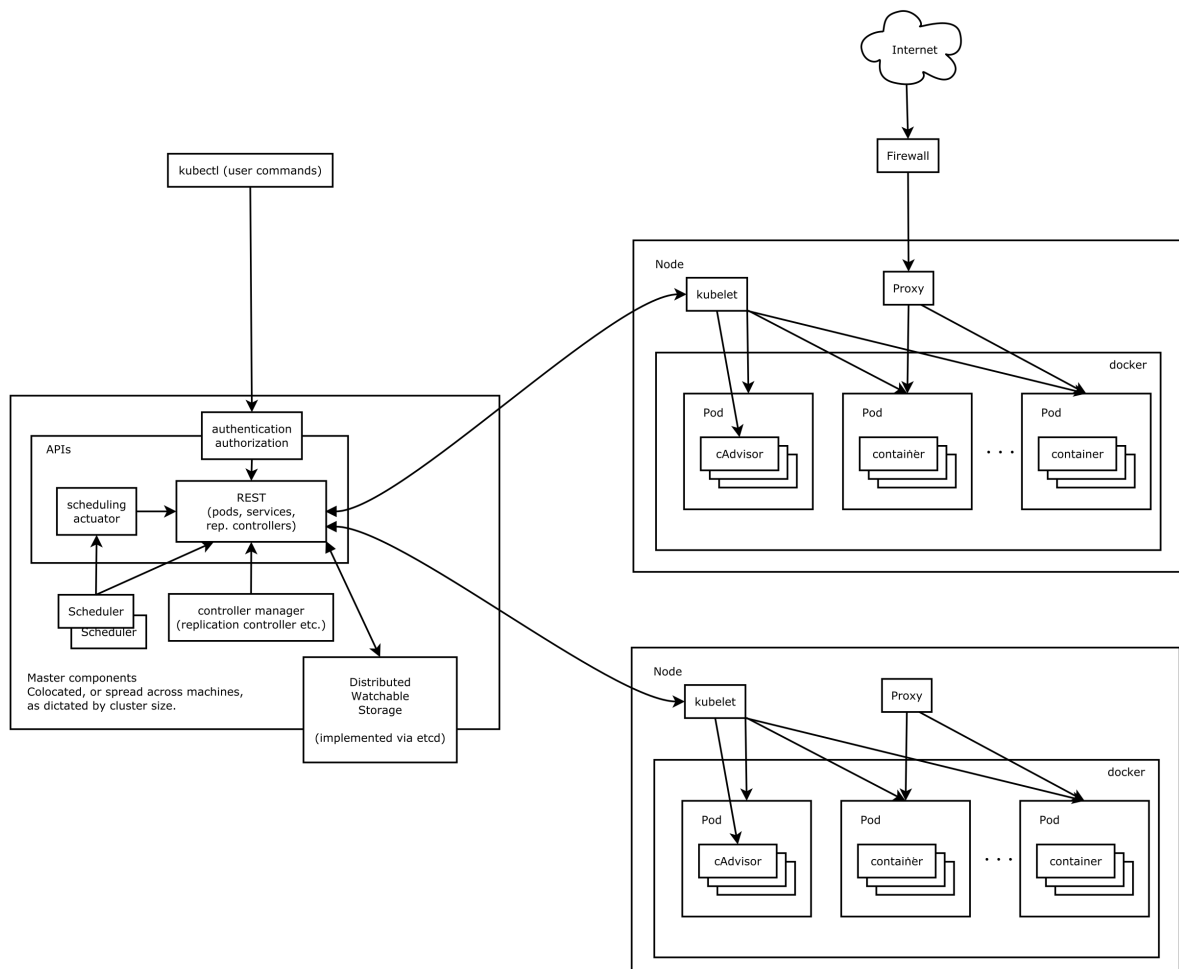 Internet
Firewall
kubectl (user commands)
authentication
authorization
APIs
REST
(pods, services,
rep. controllers)
scheduling
actuator
Scheduler
Scheduler
controller manager
(replication controller etc.)
Master components
Colocated, or spread across machines,
as dictated by cluster size.
Distributed
Watchable
Storage
(implemented via etcd)
Node
kubelet
Proxy
docker
Pod
cAdvisor
Pod
container
. . .
Pod
container
Node
kubelet
Proxy
docker
Pod
cAdvisor
Pod
container
. . .
Pod
container